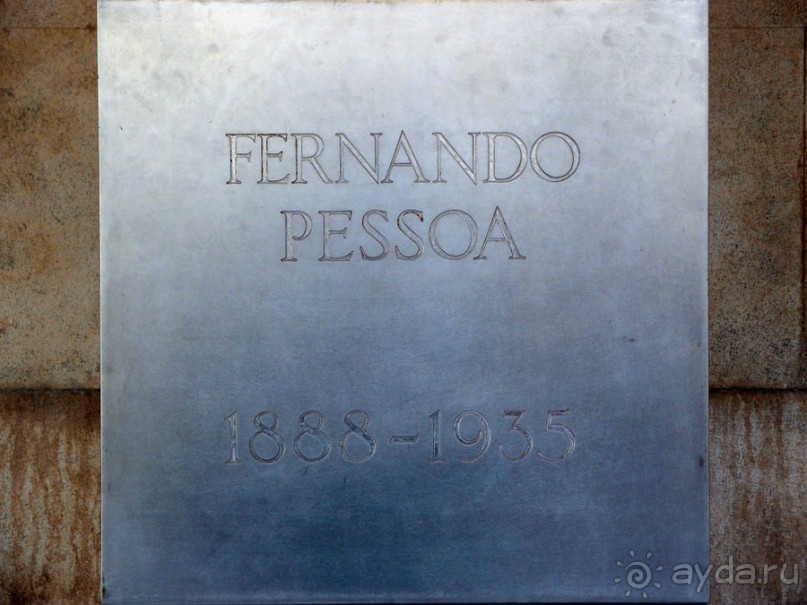 FERNANDO
PESSOA
1888-1935
ayda.ru